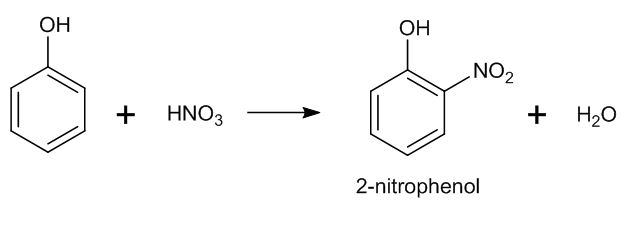 OH
+ HNO₃
OH
NO₂
+ H₂O
2-nitrophenol